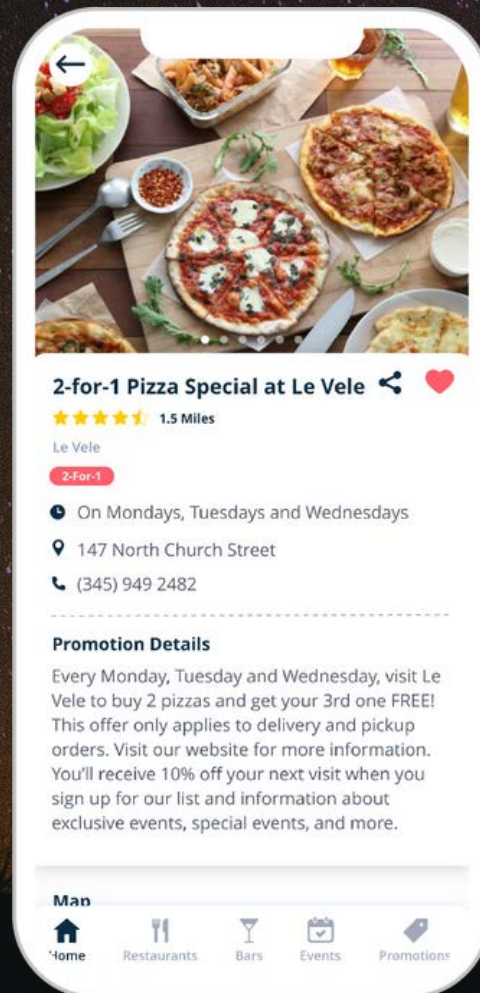 2-for-1 Pizza Special at Le Vele
1.5 Miles
Le Vele
2-For-1
On Mondays, Tuesdays and Wednesdays
147 North Church Street
(345) 949 2482
Promotion Details
Every Monday, Tuesday and Wednesday, visit Le
Vele to buy 2 pizzas and get your 3rd one FREE!
This offer only applies to delivery and pickup
orders. Visit our website for more information.
You’ll receive 10% off your next visit when you
sign up for our list and information about
exclusive events, special events, and more.
Map
Home
Restaurants
Bars
Events
Promotions